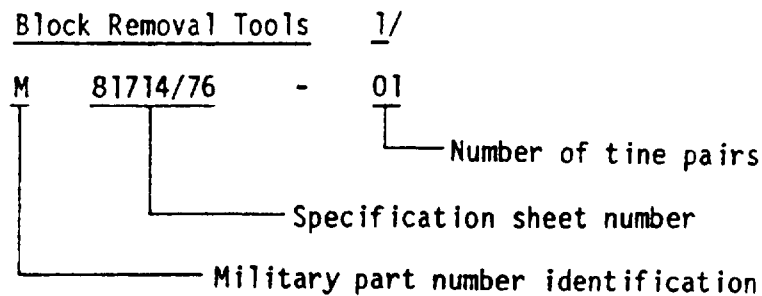 Block Removal Tools 1/
M 81714/76 - 01
Number of tine pairs
Specification sheet number
Military part number identification